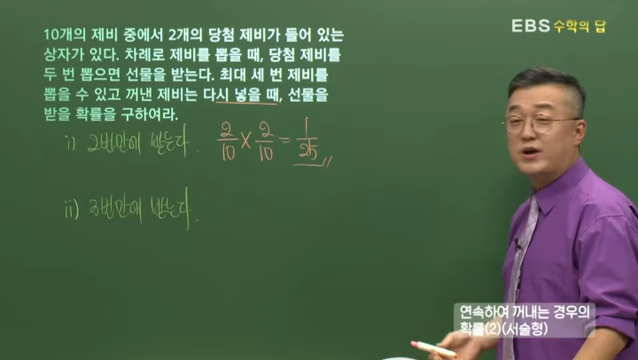 EBS 수학의 답
10개의 제비 중에서 2개의 당첨 제비가 들어 있는
상자가 있다. 차례로 제비를 뽑을 때, 당첨 제비를
두 번 뽑으면 선물을 받는다. 최대 세 번 제비를
뽑을 수 있고 꺼낸 제비는 다시 넣을 때, 선물을
받을 확률을 구하여라.
i) 2번만에 받는다. 2/10 × 2/10 = 1/25
ii) 3번만에 받는다.
연속하여 꺼내는 경우의
확률(2)(서술형)